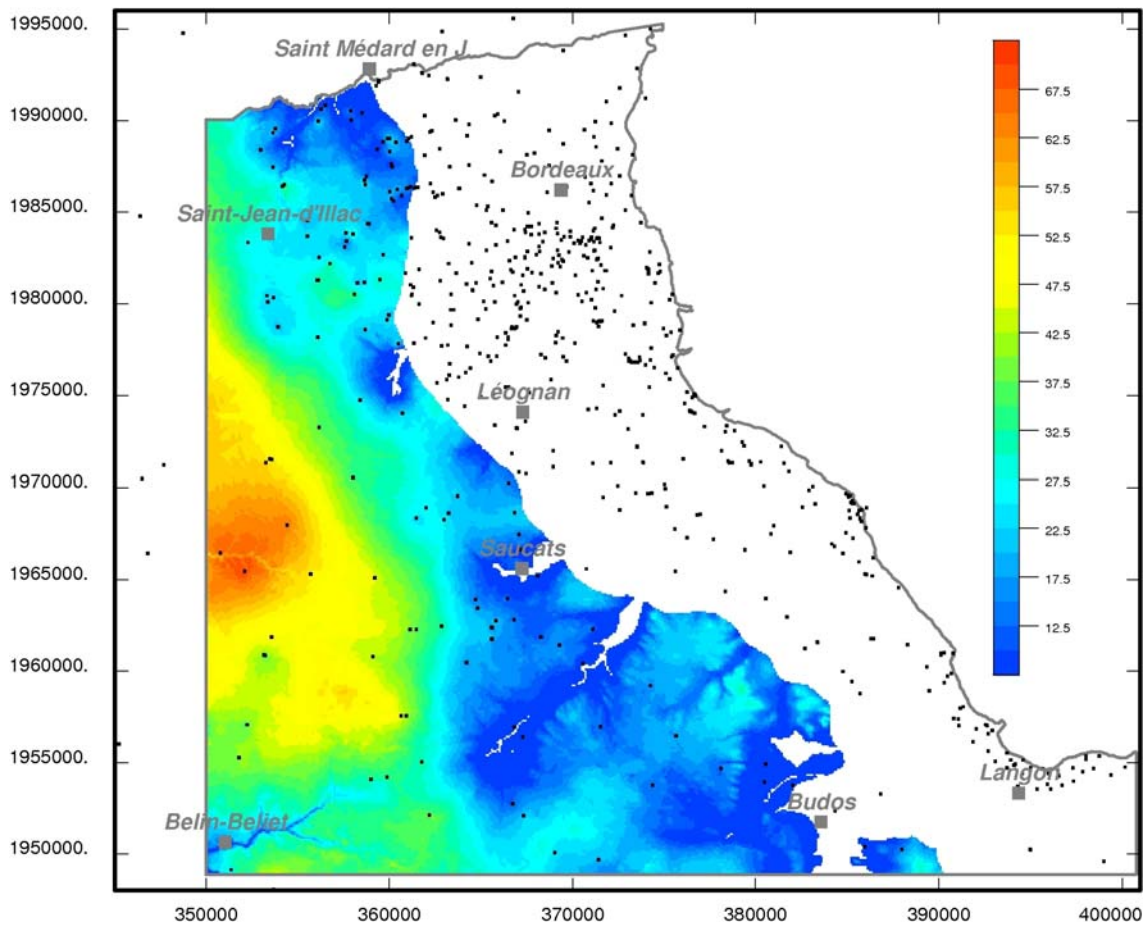 1995000.
Saint Médard en J
67.5
1990000.
62.5
Bordeaux
57.5
1985000.
Saint-Jean-d'Illac
52.5
47.5
1980000.
42.5
37.5
1975000.
Léognan
32.5
1970000.
27.5
22.5
Saucats
1965000.
17.5
12.5
1960000.
1955000.
Langon
Belin-Beliet
Budos
1950000.
350000 360000 370000 380000 390000 400000